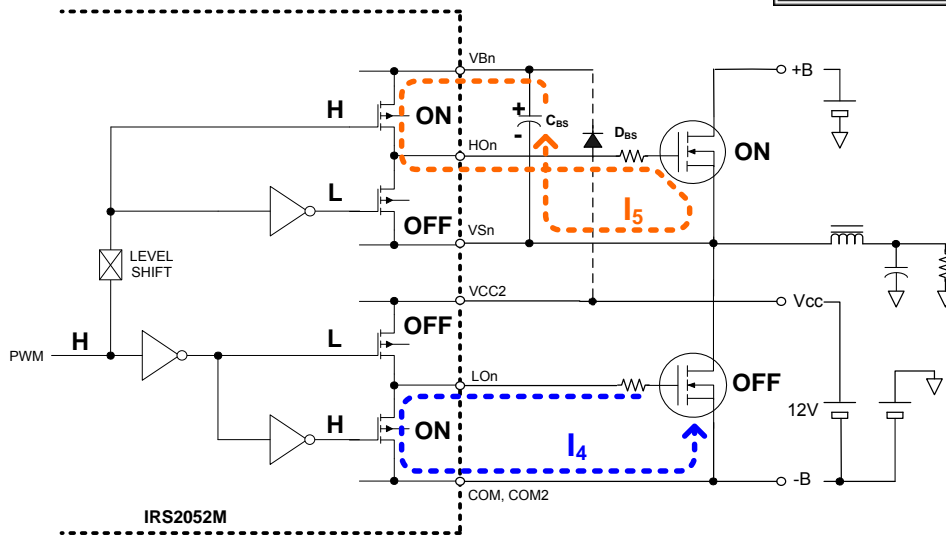 VBn
+B
H
ON
+
CBS
-
DBS
HOn
ON
L
I5
OFF
VSn
LEVEL
SHIFT
VCC2
Vcc
OFF
H
L
PWM
LOn
OFF
12V
H
ON
I4
-B
COM, COM2
IRS2052M